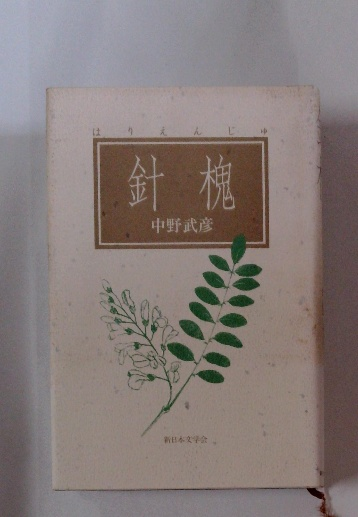 はりえんじゅ
針槐
中野武彦
新日本文学会